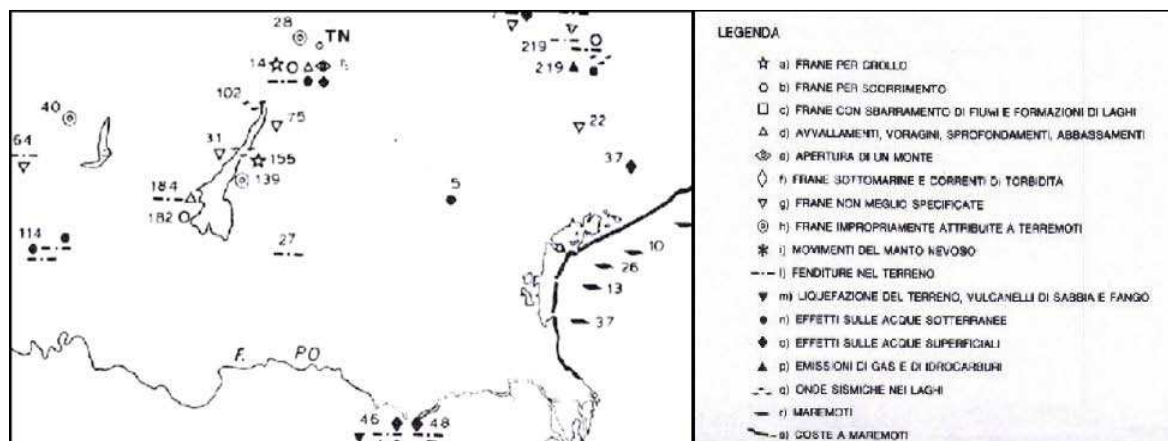 28
TN
219
14
219
102
40
75
22
31
64
155
37
139
184
5
182
114
27
10
26
13
37
F. PO
46
48
LEGENDA
a) FRANE PER CROLLO
b) FRANE PER SCORRIMENTO
c) FRANE CON SBARRAMENTO DI FIUMI E FORMAZIONI DI LAGHI
d) AVVALLAMENTI, VORAGINI, SPROFONDAMENTI, ABBASSAMENTI
e) APERTURA DI UN MONTE
f) FRANE SOTTOMARINE E CORRENTI DI TORBIDITA
g) FRANE NON MEGLIO SPECIFICATE
h) FRANE IMPROPRIAMENTE ATTRIBUITE A TERREMOTI
i) MOVIMENTI DEL MANTO NEVOSO
l) FENDITURE NEL TERRENO
m) LIQUEFAZIONE DEL TERRENO, VULCANELLI DI SABBIA E FANGO
n) EFFETTI SULLE ACQUE SOTTERRANEE
o) EFFETTI SULLE ACQUE SUPERFICIALI
p) EMISSIONI DI GAS E DI IDROCARBURI
q) ONDE SISMICHE NEI LAGHI
r) MAREMOTI
s) COSTE A MAREMOTI